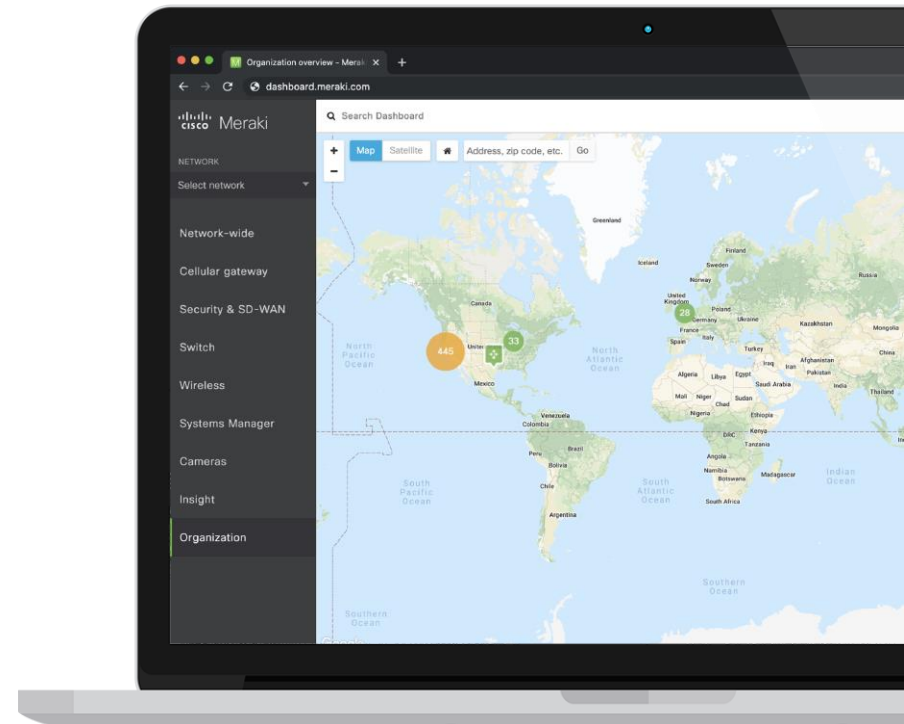 Organization overview – Merak
dashboard.meraki.com
CISCO Meraki
Search Dashboard
NETWORK
Select network
Map Satellite Address, zip code, etc. Go
Network-wide
Cellular gateway
Security & SD-WAN
Switch
Wireless
Systems Manager
Cameras
Insight
Organization
Greenland
Iceland
Finland
Sweden
Norway
Russia
United
Kingdom
28
Poland
Germany
Ukraine
Kazakhstan
Mongolia
France
Italy
Spain
Turkey
Canada
445
Unite
33
North
Pacific
Ocean
North
Atlantic
Ocean
Mexico
China
Afghanistan
Iraq
Iran
Pakistan
Algeria
Libya
Egypt
Saudi Arabia
India
Thailand
Mali
Niger
Chad
Sudan
Nigeria
Ethiopia
Venezuela
Colombia
DRC
Kenya
Tanzania
Peru
Brazil
Bolivia
Angola
Namibia
Botswana
Madagascar
Indian
Ocean
South
Pacific
Ocean
Chile
South
Atlantic
Ocean
South Africa
Argentina
Southern
Ocean
Southern
Ocean